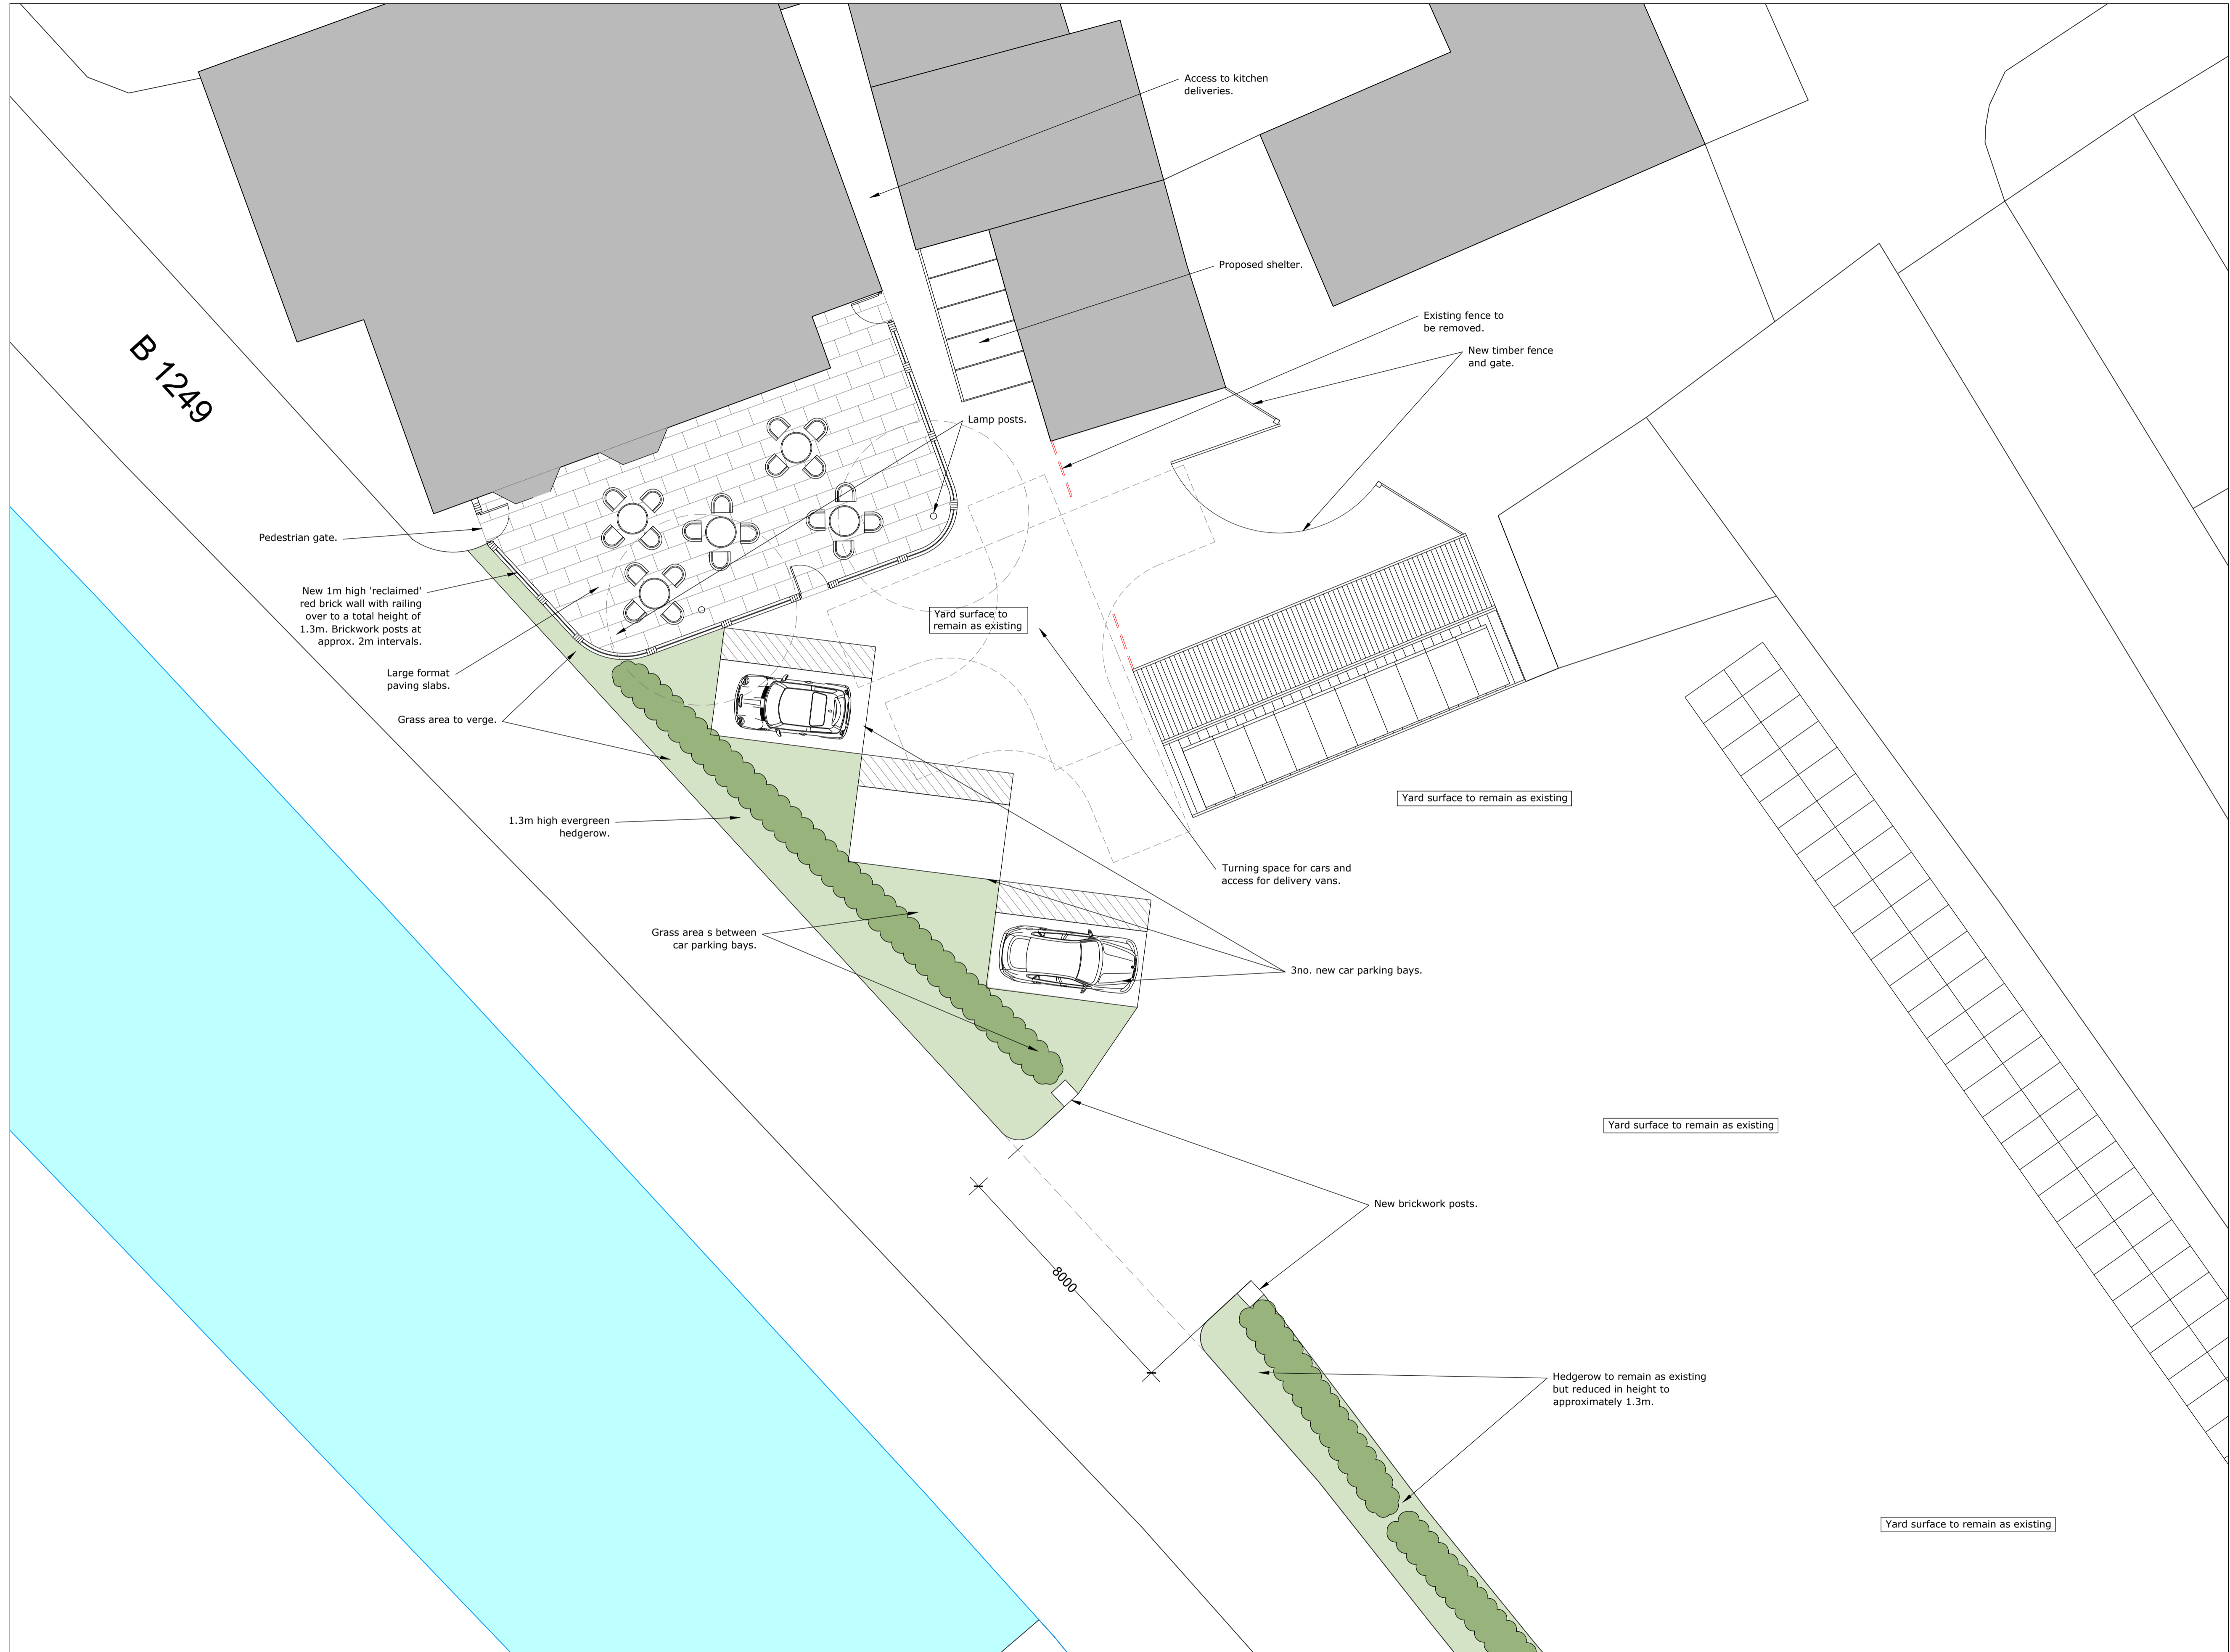 Access to kitchen
deliveries.
Proposed shelter.
Existing fence to
be removed.
New timber fence
and gate.
B 1249
Lamp posts.
Pedestrian gate.
New 1m high 'reclaimed'
red brick wall with railing
over to a total height of
1.3m. Brickwork posts at
approx. 2m intervals.
Yard surface to
remain as existing
Large format
paving slabs.
Grass area to verge.
Yard surface to remain as existing
1.3m high evergreen
hedgerow.
Turning space for cars and
access for delivery vans.
Grass area s between
car parking bays.
3no. new car parking bays.
Yard surface to remain as existing
New brickwork posts.
8000
Hedgerow to remain as existing
but reduced in height to
approximately 1.3m.
Yard surface to remain as existing